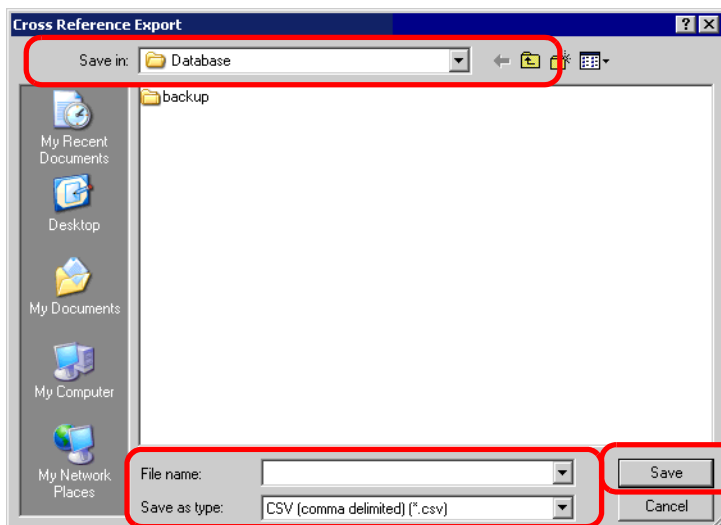 Cross Reference Export
Save in: Database
backup
My Recent
Documents
Desktop
My Documents
My Computer
My Network
Places
File name:
Save
Save as type: CSV (comma delimited) (*.csv)
Cancel